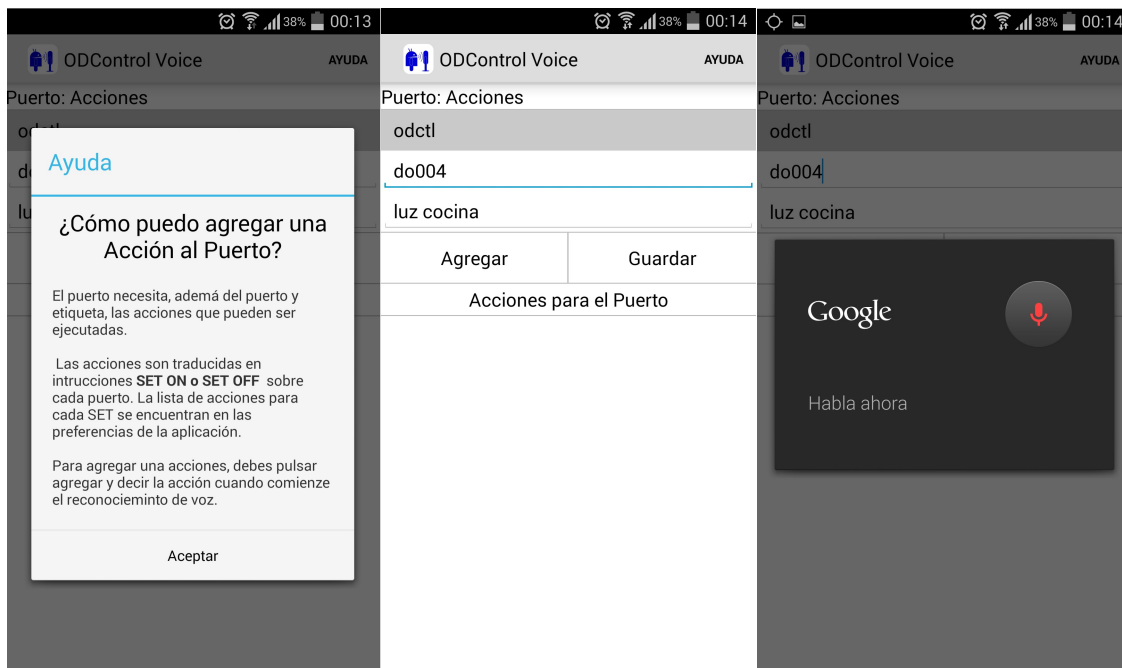 38% 00:13
ODControl Voice AYUDA
Puerto: Acciones
Ayuda
¿Cómo puedo agregar una
Acción al Puerto?
El puerto necesita, ademá del puerto y
etiqueta, las acciones que pueden ser
ejecutadas.
Las acciones son traducidas en
intrucciones SET ON o SET OFF sobre
cada puerto. La lista de acciones para
cada SET se encuentran en las
preferencias de la aplicación.
Para agregar una acciones, debes pulsar
agregar y decir la acción cuando comienze
el reconocieminto de voz.
Aceptar
38% 00:14
ODControl Voice AYUDA
Puerto: Acciones
odctl
do004
luz cocina
Agregar Guardar
Acciones para el Puerto
38% 00:14
ODControl Voice AYUDA
Puerto: Acciones
odctl
do004
luz cocina
Google
Habla ahora